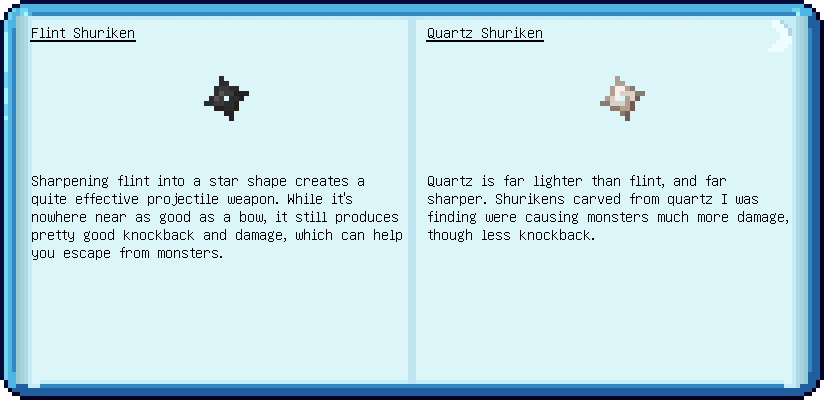 Flint Shuriken
Sharpening flint into a star shape creates a
quite effective projectile weapon. While it's
nowhere near as good as a bow, it still produces
pretty good knockback and damage, which can help
you escape from monsters.
Quartz Shuriken
Quartz is far lighter than flint, and far
sharper. Shurikens carved from quartz I was
finding were causing monsters much more damage,
though less knockback.